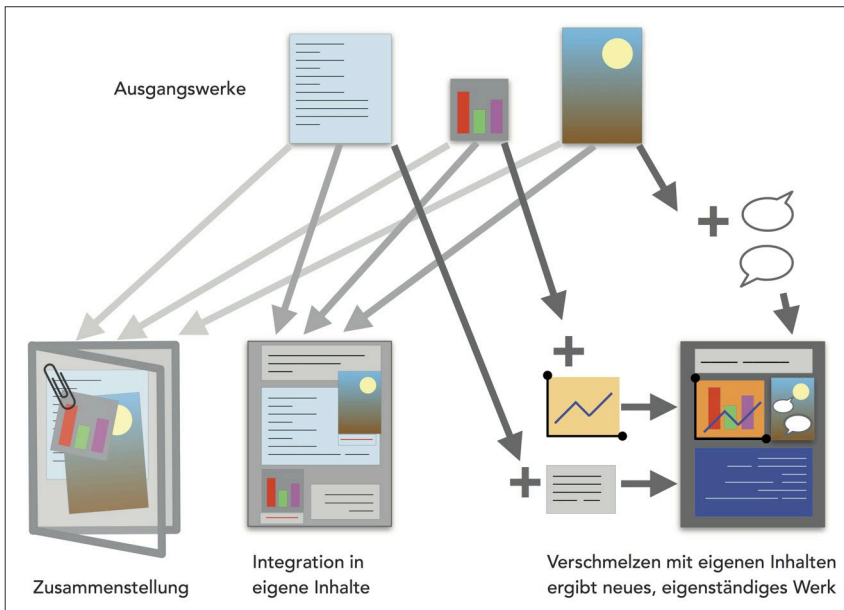 Ausgangswerke
Zusammenstellung
Integration in
eigene Inhalte
Verschmelzen mit eigenen Inhalten
ergibt neues, eigenständiges Werk